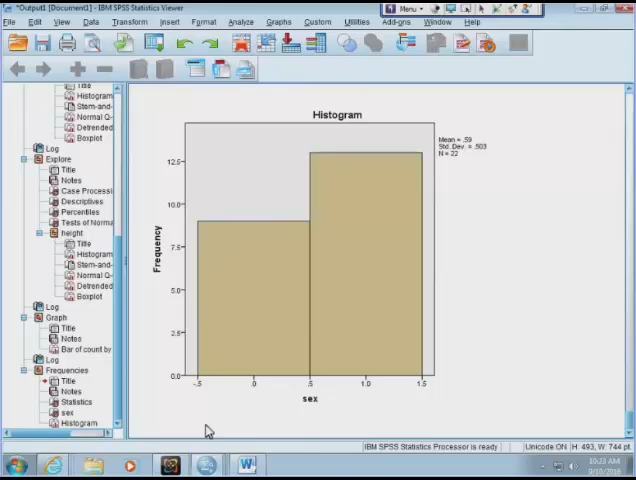 *Output1 [Document1] - IBM SPSS Statistics Viewer
Menu
File Edit View Data Transform Insert Format Analyze Graphs Custom Utilities Add-ons Window Help
Title
Histogram
Stem-and-
Normal Q-
Detrended
Boxplot
Log
Explore
Title
Notes
Case Processi
Descriptives
Percentiles
Tests of Norma
height
Title
Histogram
Stem-and-
Normal Q-
Detrended
Boxplot
Log
Graph
Title
Notes
Bar of count by
Log
Frequencies
Title
Notes
Statistics
sex
Histogram
Histogram
Mean = .59
Std. Dev. = .503
N = 22
Frequency
12.5
10.0
7.5
5.0
2.5
0.0
-.5 .0 .5 1.0 1.5
sex
IBM SPSS Statistics Processor is ready Unicode:ON H: 493, W: 744 pt.
10:23 AM